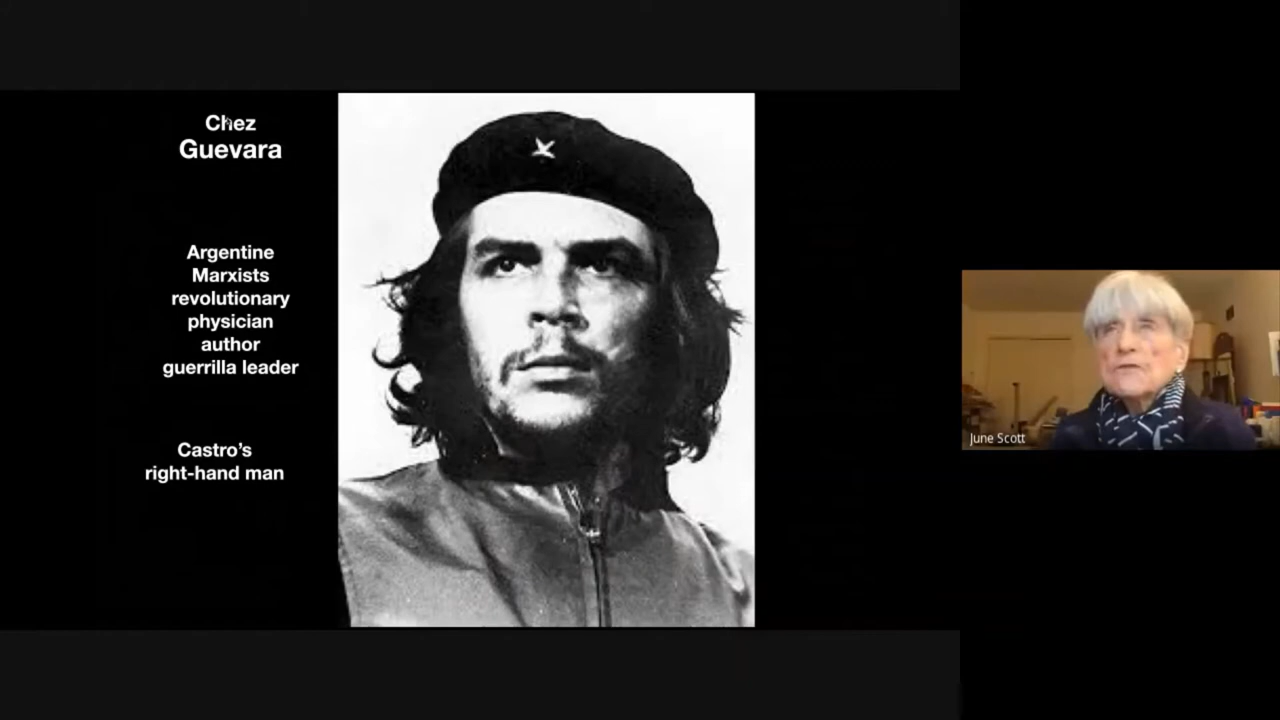 Chez
Guevara
Argentine
Marxists
revolutionary
physician
author
guerrilla leader
Castro’s
right-hand man
June Scott